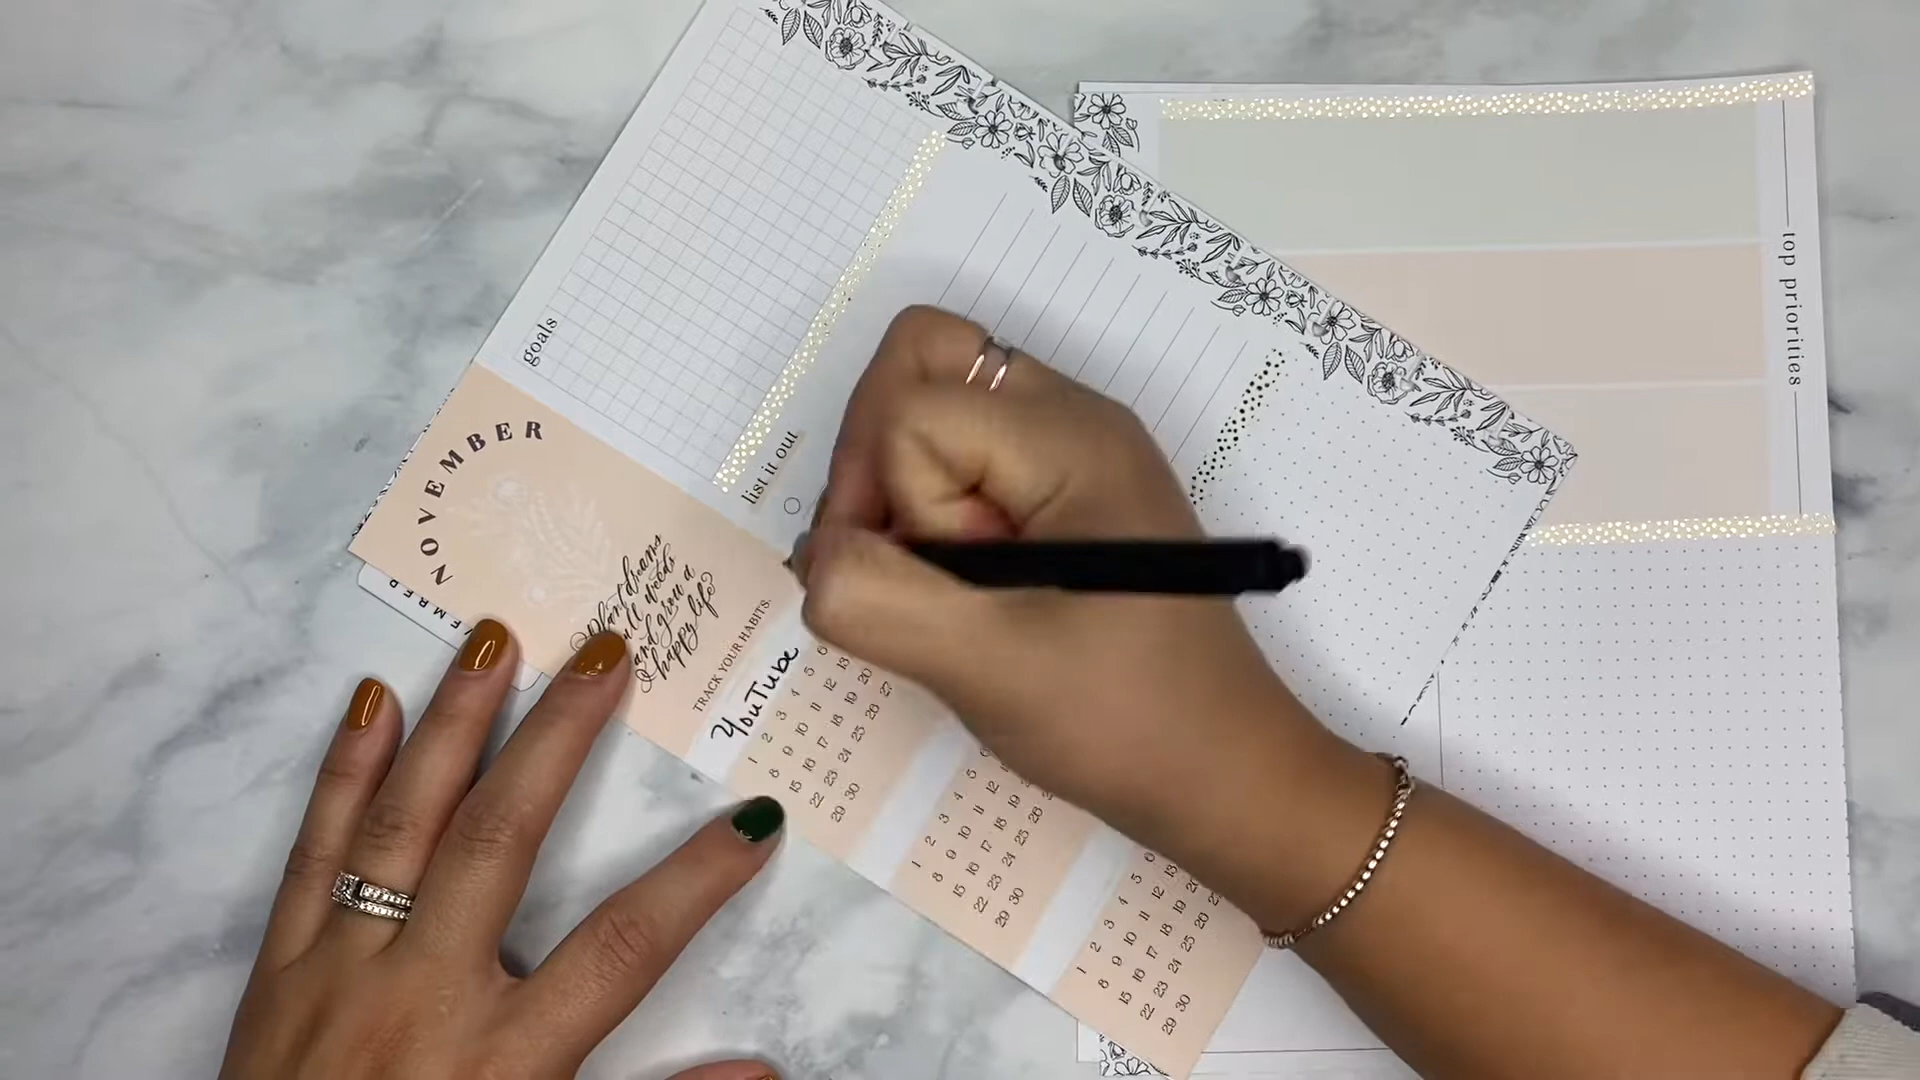 goals
list it out
top priorities
NOVEMBER
Plant dreams
pull weeds
and grow a
happy life
TRACK YOUR HABITS.
YouTube
1 2 3 4 5 6
8 9 10 11 12 13
15 16 17 18 19 20
22 23 24 25 26 27
29 30
1 2 3 4 5 6
8 9 10 11 12
15 16 17 18 19
22 23 24 25 26
29 30
1 2 3 4 5 6
8 9 10 11 12 13
15 16 17 18 19 20
22 23 24 25 26
29 30